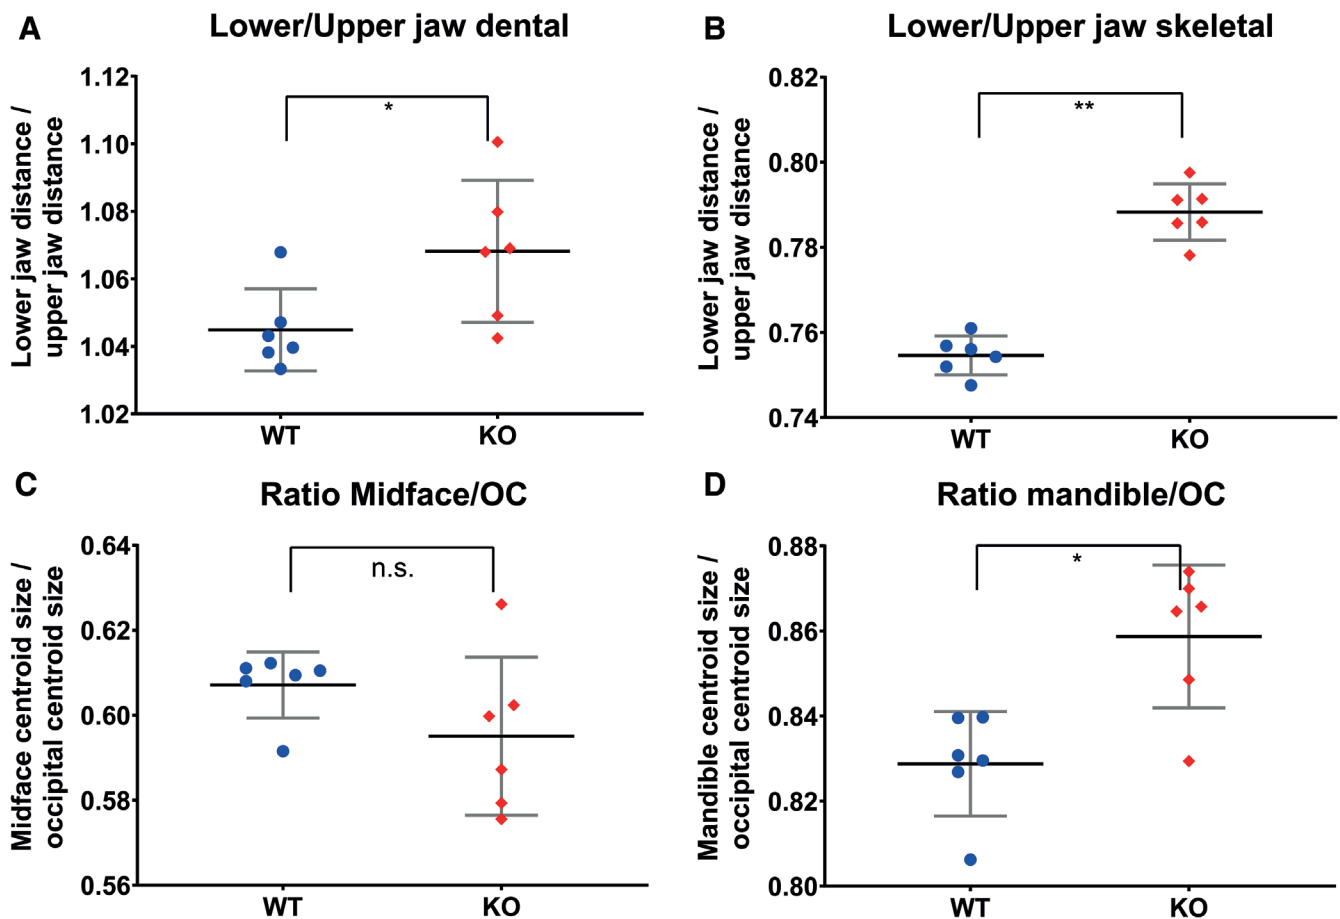 A
Lower/Upper jaw dental
Lower jaw distance /
upper jaw distance
1.12
1.10
1.08
1.06
1.04
1.02
*
WT
KO
B
Lower/Upper jaw skeletal
Lower jaw distance /
upper jaw distance
0.82
0.80
0.78
0.76
0.74
**
WT
KO
C
Ratio Midface/OC
Midface centroid size /
occipital centroid size
0.64
0.62
0.60
0.58
0.56
n.s.
WT
KO
D
Ratio mandible/OC
Mandible centroid size /
occipital centroid size
0.88
0.86
0.84
0.82
0.80
*
WT
KO